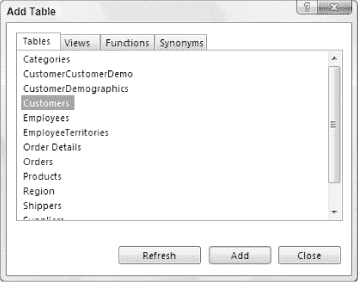 Add Table
Tables Views Functions Synonyms
Categories
CustomerCustomerDemo
CustomerDemographics
Customers
Employees
EmployeeTerritories
Order Details
Orders
Products
Region
Shippers
Suppliers
Refresh Add Close